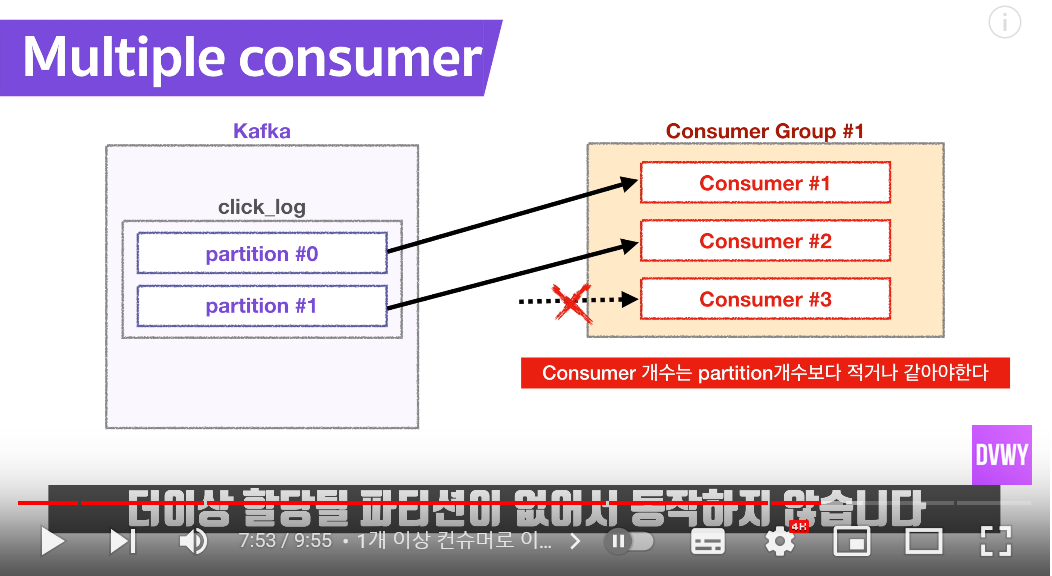 Multiple consumer
Kafka
click_log
partition #0
partition #1
Consumer Group #1
Consumer #1
Consumer #2
Consumer #3
Consumer 개수는 partition개수보다 적거나 같아야한다
DVWY
더이상 할당될 파티션이 없어서 동작하지 않습니다
7:53 / 9:55 • 1개 이상 컨슈머로 이...
4K